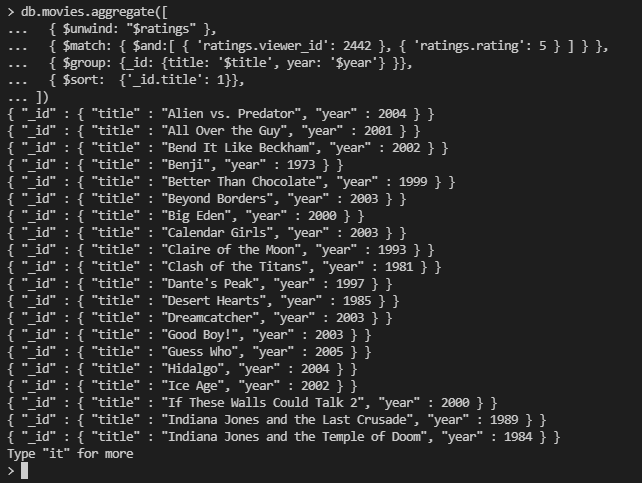 > db.movies.aggregate([
...   { $unwind: "$ratings" },
...   { $match: { $and:[ { 'ratings.viewer_id': 2442 }, { 'ratings.rating': 5 } ] } },
...   { $group: {_id: {title: '$title', year: '$year'} }},
...   { $sort:  {'_id.title': 1}},
... ])
{ "_id" : { "title" : "Alien vs. Predator", "year" : 2004 } }
{ "_id" : { "title" : "All Over the Guy", "year" : 2001 } }
{ "_id" : { "title" : "Bend It Like Beckham", "year" : 2002 } }
{ "_id" : { "title" : "Benji", "year" : 1973 } }
{ "_id" : { "title" : "Better Than Chocolate", "year" : 1999 } }
{ "_id" : { "title" : "Beyond Borders", "year" : 2003 } }
{ "_id" : { "title" : "Big Eden", "year" : 2000 } }
{ "_id" : { "title" : "Calendar Girls", "year" : 2003 } }
{ "_id" : { "title" : "Claire of the Moon", "year" : 1993 } }
{ "_id" : { "title" : "Clash of the Titans", "year" : 1981 } }
{ "_id" : { "title" : "Dante's Peak", "year" : 1997 } }
{ "_id" : { "title" : "Desert Hearts", "year" : 1985 } }
{ "_id" : { "title" : "Dreamcatcher", "year" : 2003 } }
{ "_id" : { "title" : "Good Boy!", "year" : 2003 } }
{ "_id" : { "title" : "Guess Who", "year" : 2005 } }
{ "_id" : { "title" : "Hidalgo", "year" : 2004 } }
{ "_id" : { "title" : "Ice Age", "year" : 2002 } }
{ "_id" : { "title" : "If These Walls Could Talk 2", "year" : 2000 } }
{ "_id" : { "title" : "Indiana Jones and the Last Crusade", "year" : 1989 } }
{ "_id" : { "title" : "Indiana Jones and the Temple of Doom", "year" : 1984 } }
Type "it" for more
>